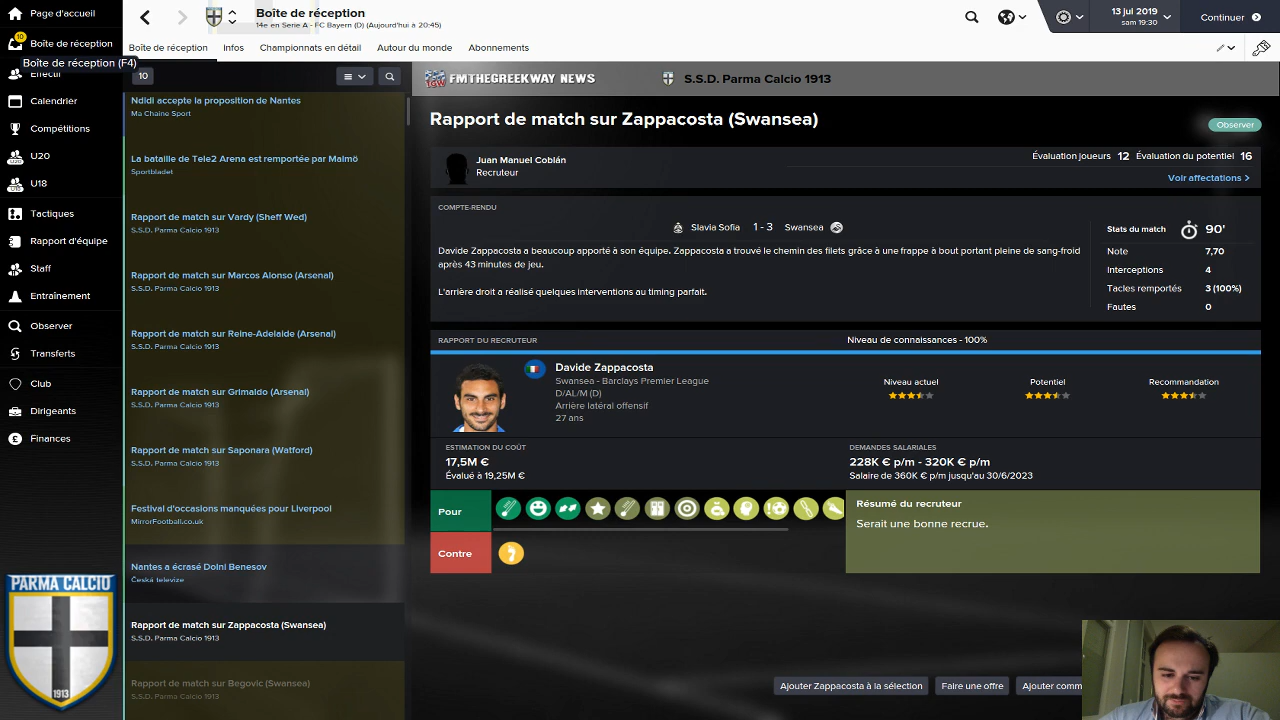 Page d'accueil
10
Boîte de réception
Boîte de réception (F4)
Effectif
Calendrier
Compétitions
U20
U18
Tactiques
Rapport d'équipe
Staff
Entraînement
Observer
Transferts
Club
Dirigeants
Finances
PARMA CALCIO
1913
Boîte de réception
14e en Serie A - FC Bayern (D) (Aujourd'hui à 20:45)
13 jul 2019
sam 19:30
Continuer
Boîte de réception Infos Championnats en détail Autour du monde Abonnements
10
Ndidi accepte la proposition de Nantes
Ma Chaine Sport
La bataille de Tele2 Arena est remportée par Malmö
Sportbladet
Rapport de match sur Vardy (Sheff Wed)
S.S.D. Parma Calcio 1913
Rapport de match sur Marcos Alonso (Arsenal)
S.S.D. Parma Calcio 1913
Rapport de match sur Reine-Adelaide (Arsenal)
S.S.D. Parma Calcio 1913
Rapport de match sur Grimaldo (Arsenal)
S.S.D. Parma Calcio 1913
Rapport de match sur Saponara (Watford)
S.S.D. Parma Calcio 1913
Festival d'occasions manquées pour Liverpool
MirrorFootball.co.uk
Nantes a écrasé Dolni Benesov
Česká televize
Rapport de match sur Zappacosta (Swansea)
S.S.D. Parma Calcio 1913
Rapport de match sur Begovic (Swansea)
S.S.D. Parma Calcio 1913
FMTHEGREEKWAY NEWS
S.S.D. Parma Calcio 1913
Rapport de match sur Zappacosta (Swansea)
Observer
Juan Manuel Coblán
Recruteur
Évaluation joueurs 12 Évaluation du potentiel 16
Voir affectations >
COMPTE-RENDU
Slavia Sofia 1 - 3 Swansea
Davide Zappacosta a beaucoup apporté à son équipe. Zappacosta a trouvé le chemin des filets grâce à une frappe à bout portant pleine de sang-froid
après 43 minutes de jeu.
L'arrière droit a réalisé quelques interventions au timing parfait.
Stats du match 90'
Note 7,70
Interceptions 4
Tacles remportés 3 (100%)
Fautes 0
RAPPORT DU RECRUTEUR
Niveau de connaissances - 100%
Davide Zappacosta
Swansea - Barclays Premier League
D/AL/M (D)
Arrière latéral offensif
27 ans
Niveau actuel
Potentiel
Recommandation
ESTIMATION DU COÛT
17,5M €
Évalué à 19,25M €
DEMANDES SALARIALES
228K € p/m - 320K € p/m
Salaire de 360K € p/m jusqu'au 30/6/2023
Pour
Contre
Résumé du recruteur
Serait une bonne recrue.
Ajouter Zappacosta à la sélection
Faire une offre
Ajouter comm